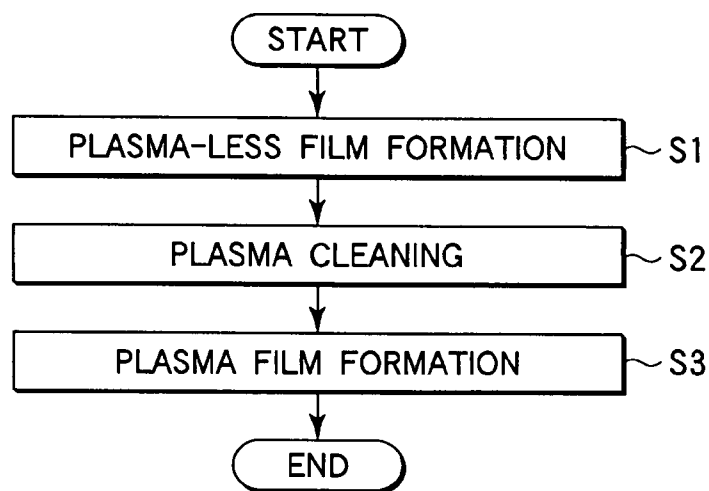 START
PLASMA-LESS FILM FORMATION S1
PLASMA CLEANING S2
PLASMA FILM FORMATION S3
END